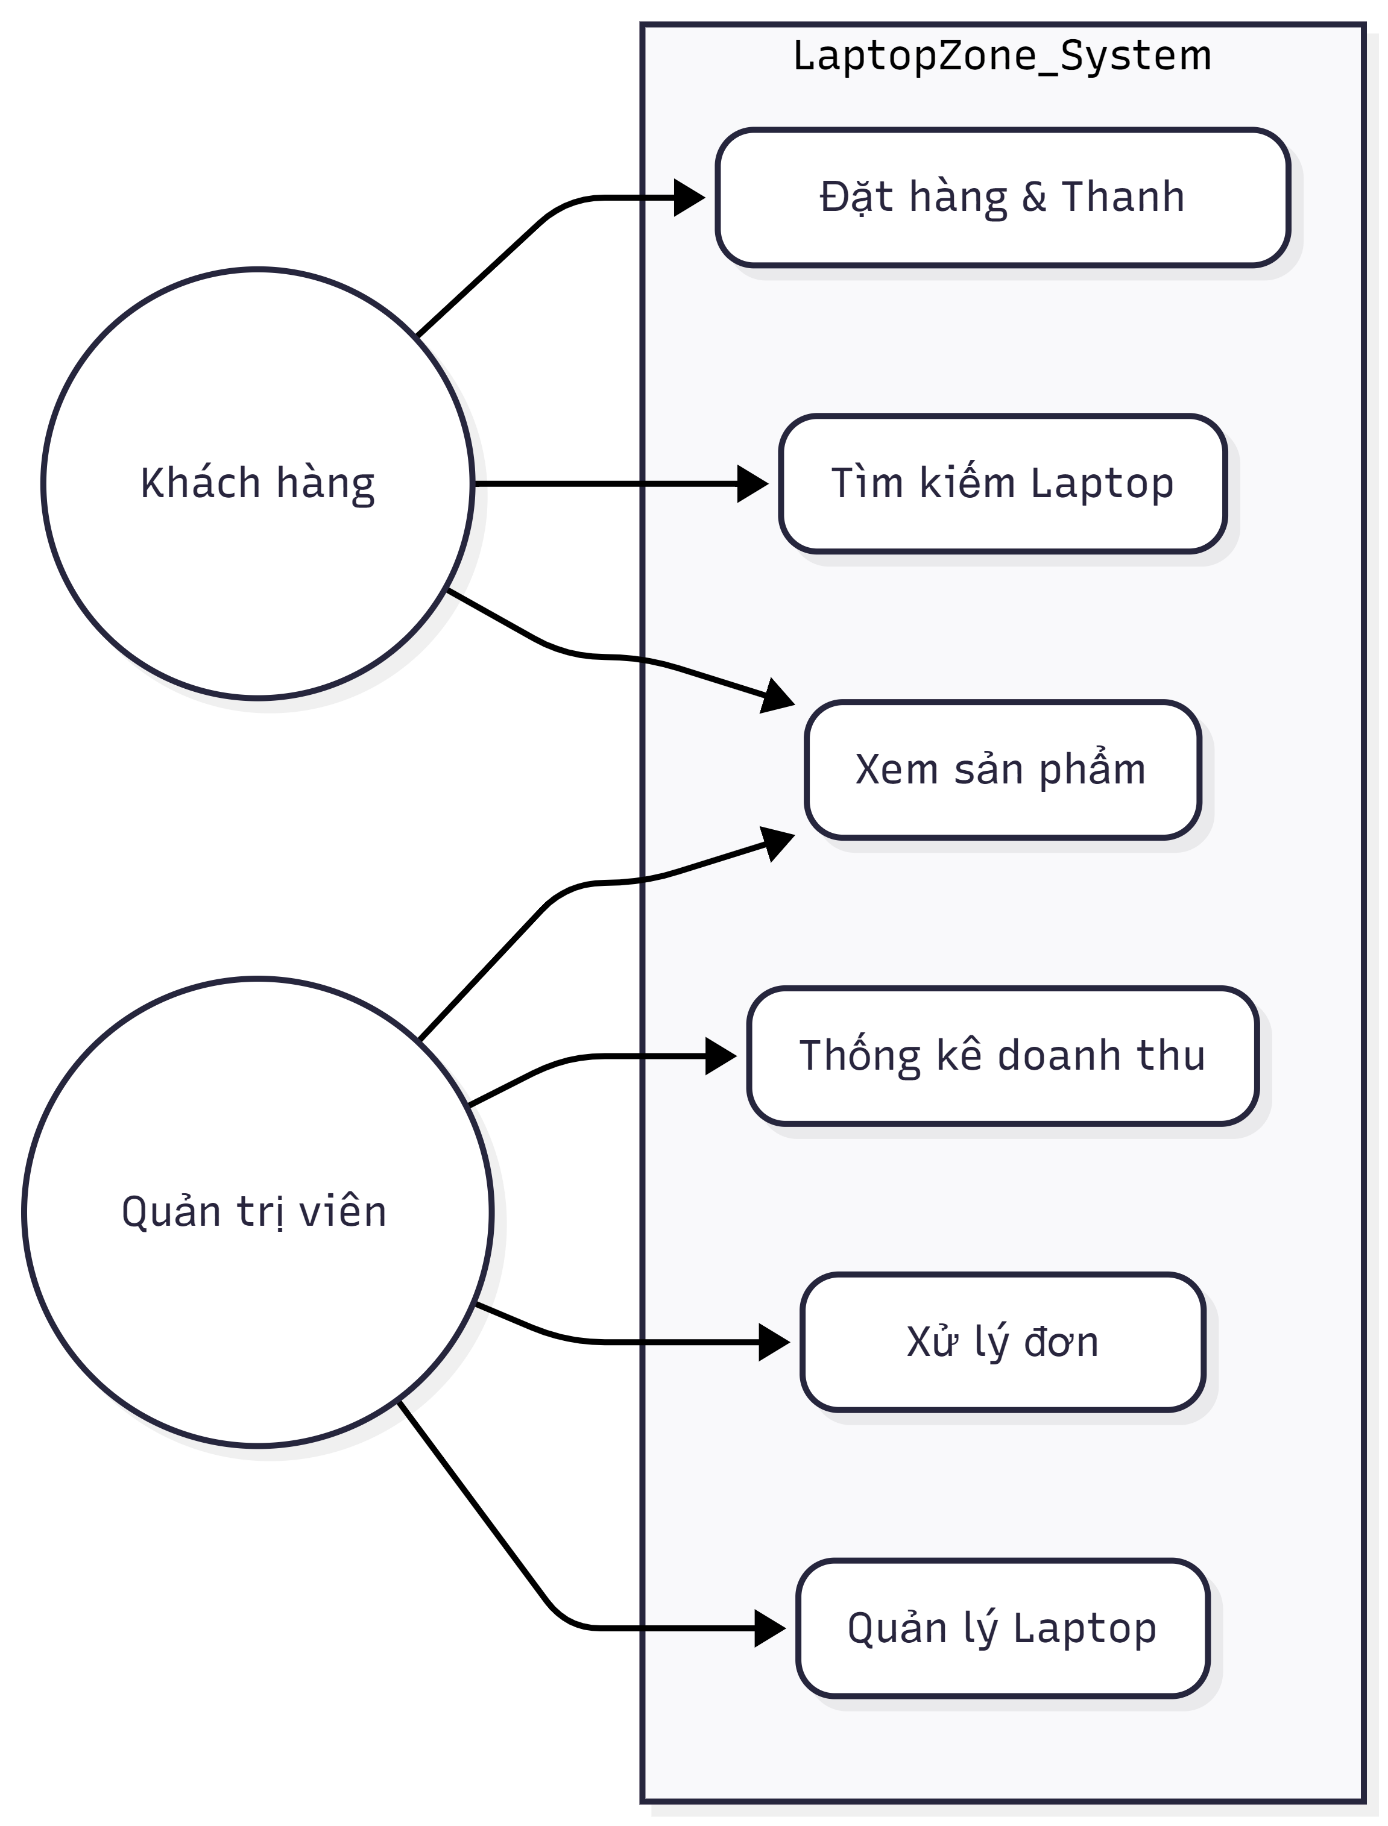 LaptopZone_System
Đặt hàng & Thanh
Khách hàng
Tìm kiếm Laptop
Xem sản phẩm
Thống kê doanh thu
Quản trị viên
Xử lý đơn
Quản lý Laptop